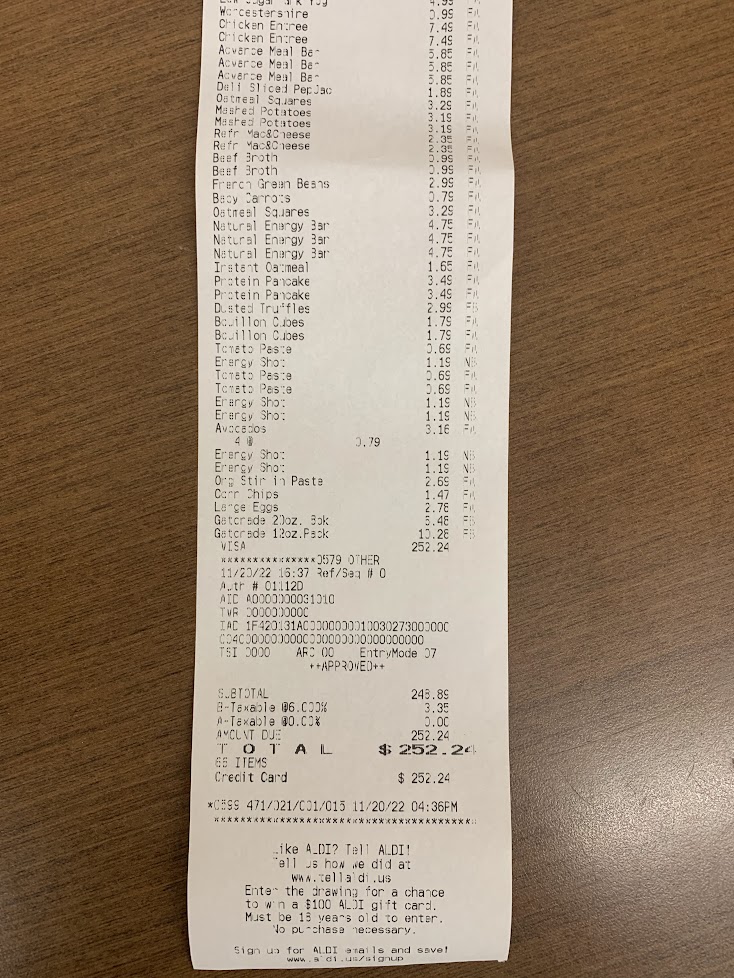 Worcestershire 0.99 FA
Chicken Entree 7.49 FA
Chicken Entree 7.49 FA
Advance Meal Bar 5.85 FA
Advance Meal Bar 5.85 FA
Advance Meal Bar 5.85 FA
Deli Sliced PepJac 1.89 FA
Oatmeal Squares 3.29 FA
Mashed Potatoes 3.19 FA
Mashed Potatoes 3.19 FA
Refr Mac&Cheese 2.35 FA
Refr Mac&Cheese 2.35 FA
Beef Broth 0.99 FA
Beef Broth 0.99 FA
French Green Beans 2.99 FA
Baby Carrots 0.79 FA
Oatmeal Squares 3.29 FA
Natural Energy Bar 4.75 FA
Natural Energy Bar 4.75 FA
Natural Energy Bar 4.75 FA
Instant Oatmeal 1.65 FA
Protein Pancake 3.49 FA
Protein Pancake 3.49 FA
Dusted Truffles 2.99 FB
Bouillon Cubes 1.79 FA
Bouillon Cubes 1.79 FA
Tomato Paste 0.69 FA
Energy Shot 1.19 NB
Tomato Paste 0.69 FA
Tomato Paste 0.69 FA
Energy Shot 1.19 NB
Energy Shot 1.19 NB
Avocados 3.16 FA
4 @ 0.79
Energy Shot 1.19 NB
Energy Shot 1.19 NB
Org Stir in Paste 2.69 FA
Corn Chips 1.47 FA
Large Eggs 2.78 FA
Gatorade 20oz. 8pk 5.48 FB
Gatorade 12oz.Pack 10.28 FB
VISA 252.24
***************0579 OTHER
11/20/22 16:37 Ref/Seq # 0
Auth # 01112D
AID A0000000031010
TVR 0000000000
IAD
TSI 0000 ARC 00 EntryMode 07
++APPROVED++
SUBTOTAL 248.89
B-Taxable @6.000% 3.35
A-Taxable @0.00% 0.00
AMOUNT DUE 252.24
T O T A L $ 252.24
66 ITEMS
Credit Card $ 252.24
*0599 471/021/001/015 11/20/22 04:36PM
***************************************
Like ALDI? Tell ALDI!
Tell us how we did at
www.tellaldi.us
Enter the drawing for a chance
to win a $100 ALDI gift card.
Must be 18 years old to enter.
No purchase necessary.
Sign up for ALDI emails and save!
www.aldi.us/signup